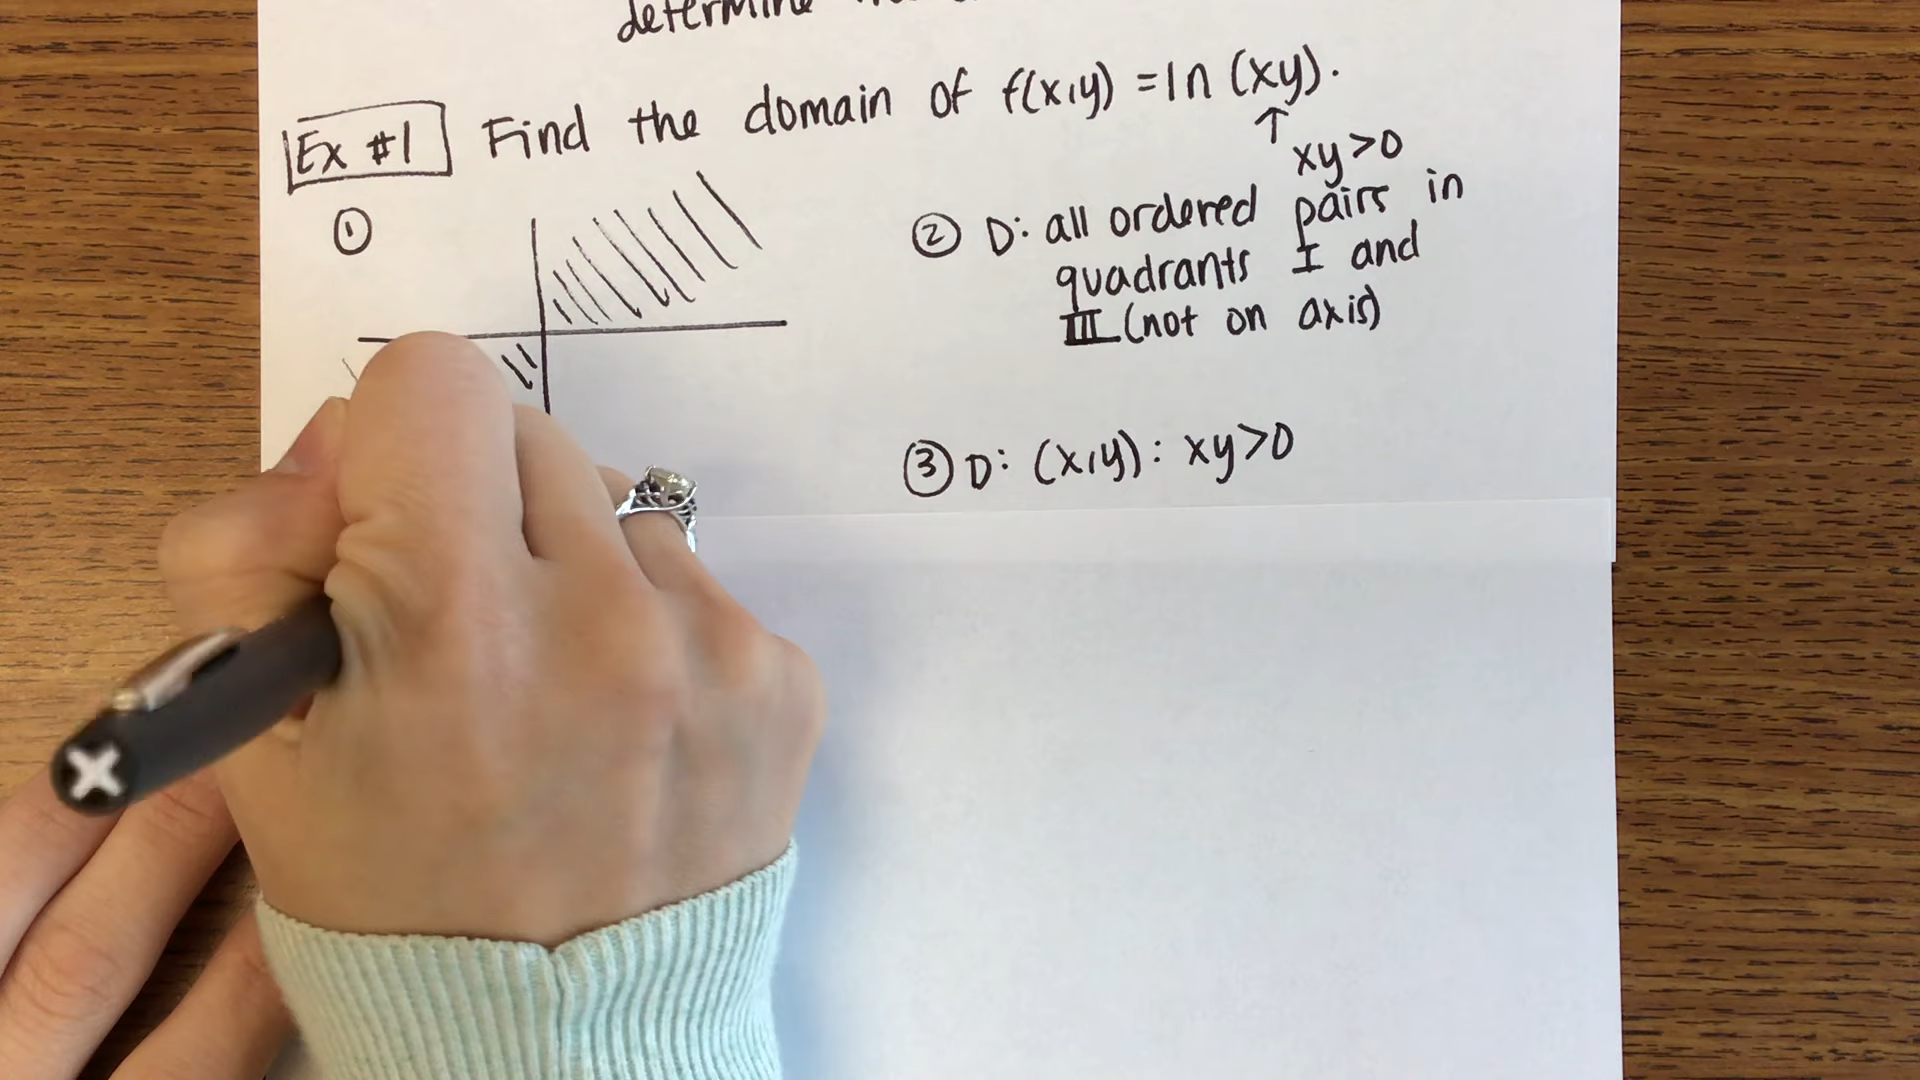 determine
Ex #1 Find the domain of f(x,y) = ln (xy).
↑
xy>0
①
② D: all ordered pairs in
quadrants I and
III (not on axis)
③ D: (x,y): xy>0